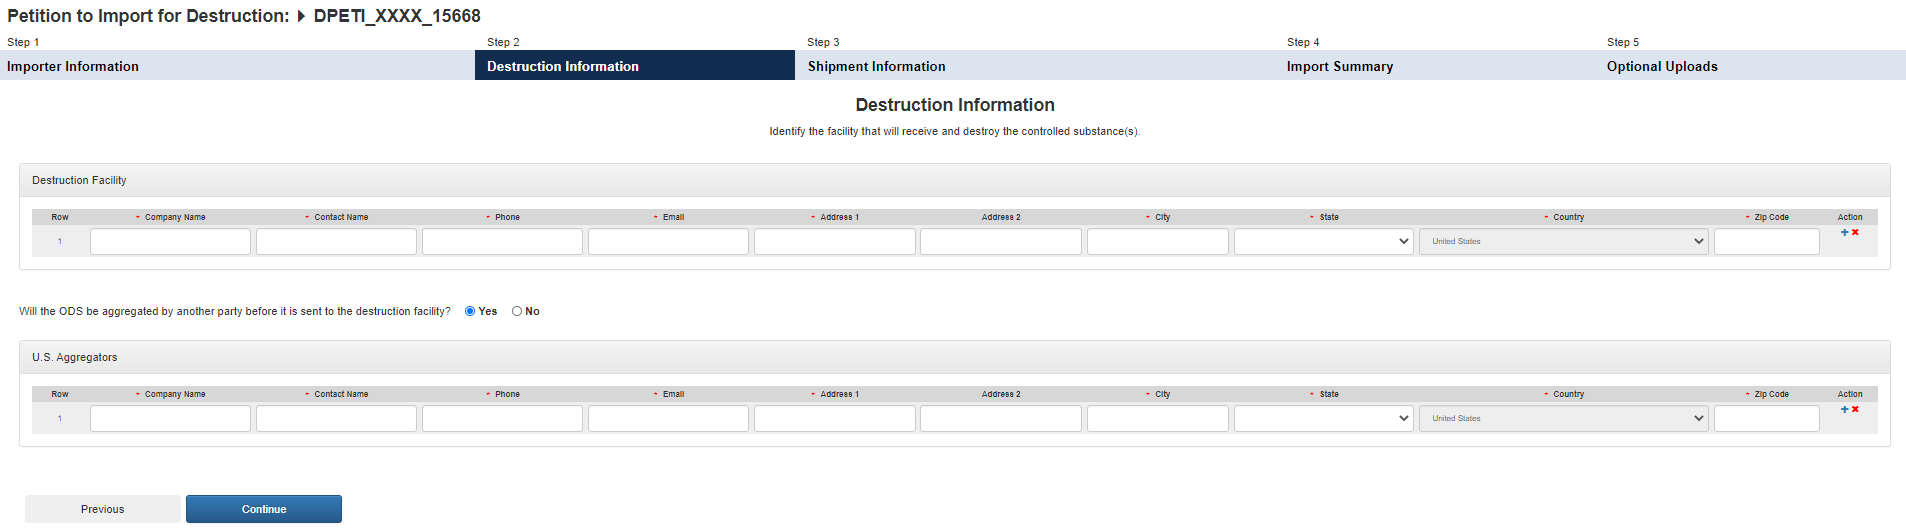 Petition to Import for Destruction: DPETI_XXXX_15668
Step 1 Step 2 Step 3 Step 4 Step 5
Importer Information Destruction Information Shipment Information Import Summary Optional Uploads
Destruction Information
Identify the facility that will receive and destroy the controlled substance(s).
Destruction Facility
Row * Company Name * Contact Name * Phone * Email * Address 1 Address 2 * City * State * Country * Zip Code Action
1 United States
Will the ODS be aggregated by another party before it is sent to the destruction facility? Yes No
U.S. Aggregators
Row * Company Name * Contact Name * Phone * Email * Address 1 Address 2 * City * State * Country * Zip Code Action
1 United States
Previous Continue